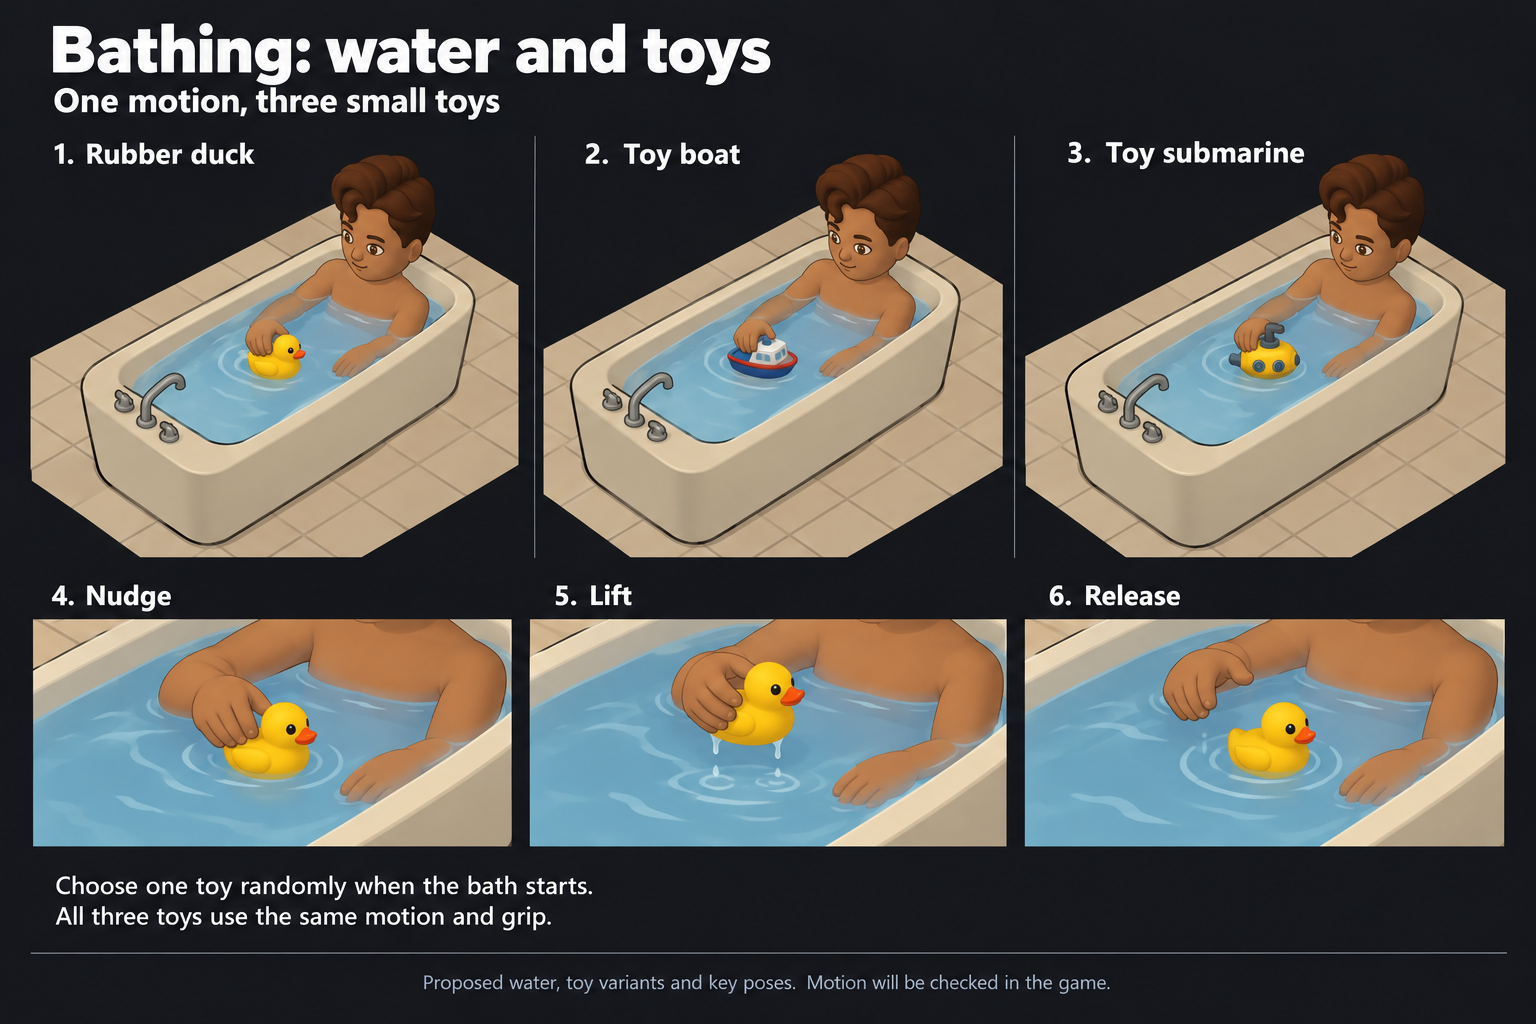 Bathing: water and toys
One motion, three small toys
1. Rubber duck
2. Toy boat
3. Toy submarine
4. Nudge
5. Lift
6. Release
Choose one toy randomly when the bath starts.
All three toys use the same motion and grip.
Proposed water, toy variants and key poses. Motion will be checked in the game.